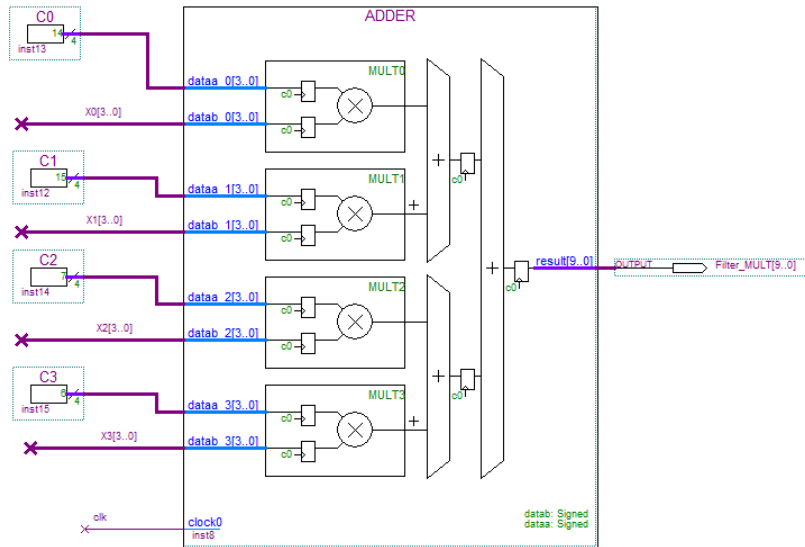 ADDER
C0
14
4
inst13
dataa_0[3..0]
MULT0
c0
X0[3..0]
datab_0[3..0]
c0
+
c0
C1
15
4
inst12
dataa_1[3..0]
MULT1
c0
+
X1[3..0]
datab_1[3..0]
c0
C2
7
4
inst14
+
result[9..0]
OUTPUT
Filter_MULT[9..0]
c0
dataa_2[3..0]
MULT2
c0
X2[3..0]
datab_2[3..0]
c0
+
c0
C3
6
4
inst15
dataa_3[3..0]
MULT3
c0
+
X3[3..0]
datab_3[3..0]
c0
clk
clock0
inst8
datab: Signed
dataa: Signed